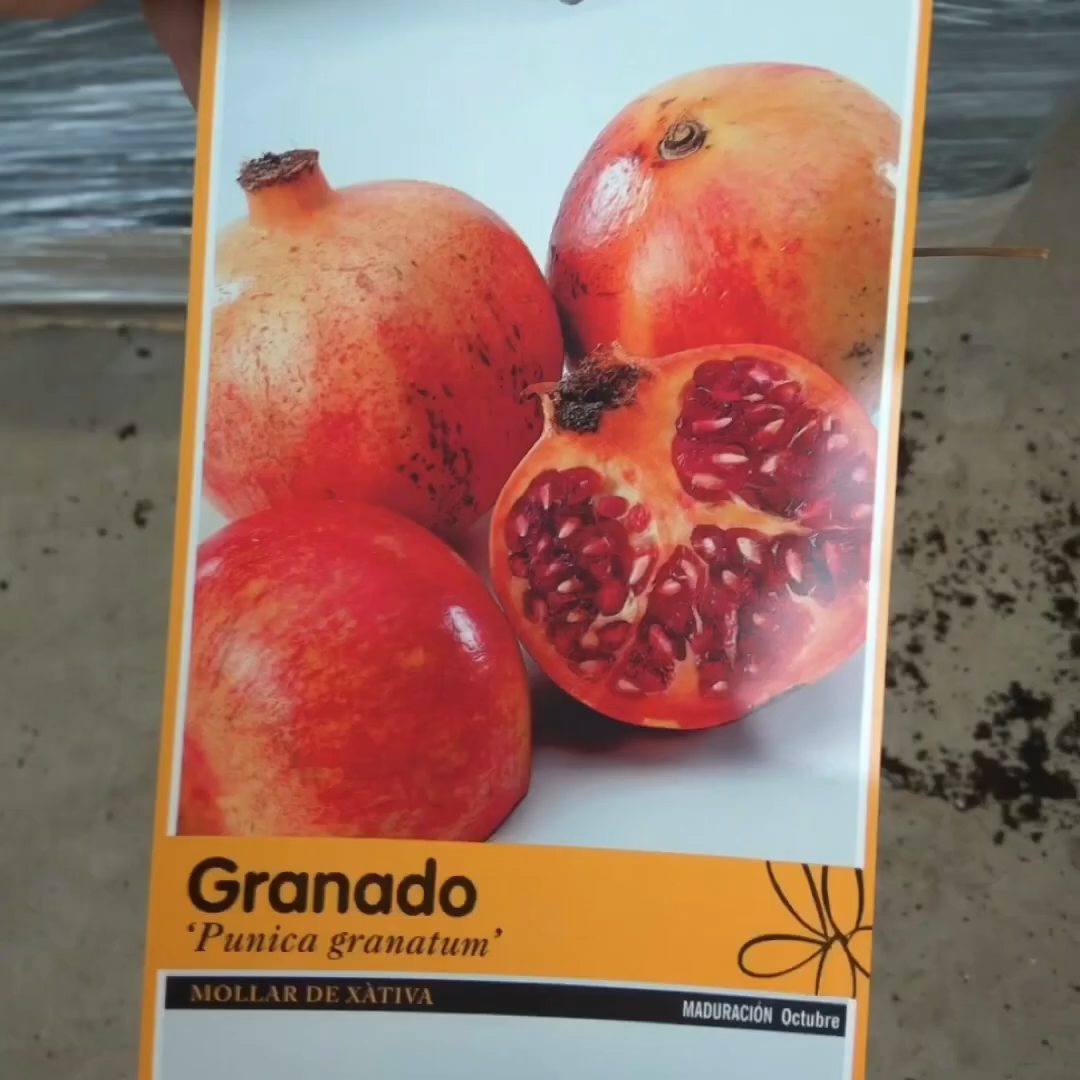 Granado
‘Punica granatum’
MOLLAR DE XÀTIVA
MADURACIÓN Octubre